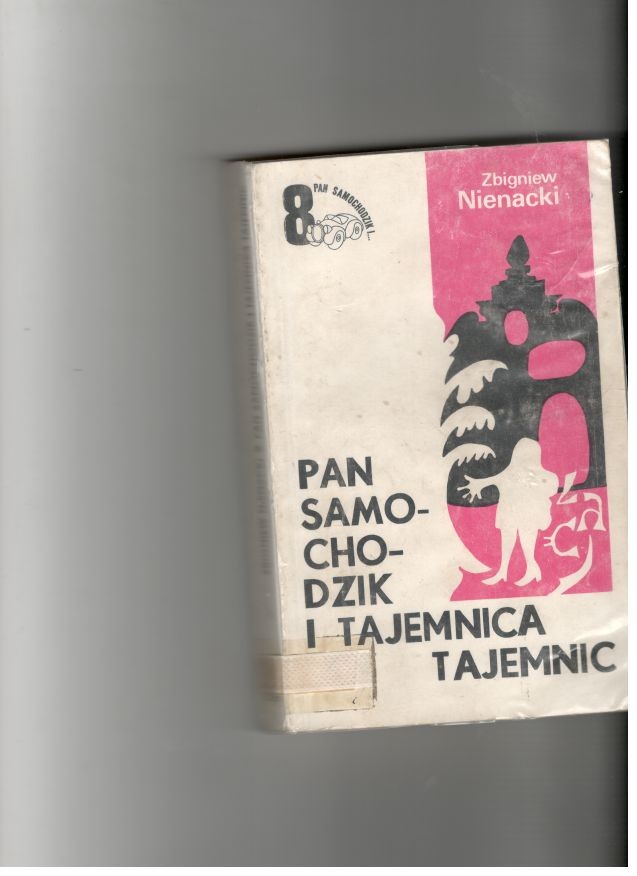 8
PAN SAMOCHODZIK I...
Zbigniew
Nienacki
PAN
SAMO-
CHO-
DZIK
I TAJEMNICA
TAJEMNIC